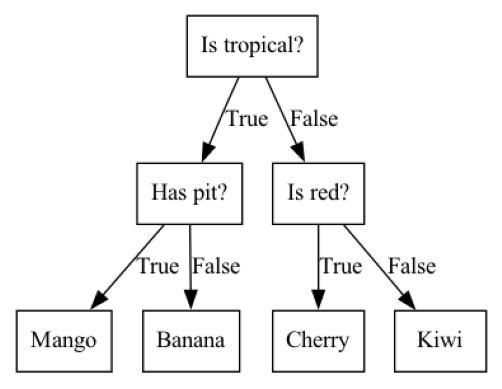 Is tropical?
True
False
Has pit?
Is red?
True
False
True
False
Mango
Banana
Cherry
Kiwi